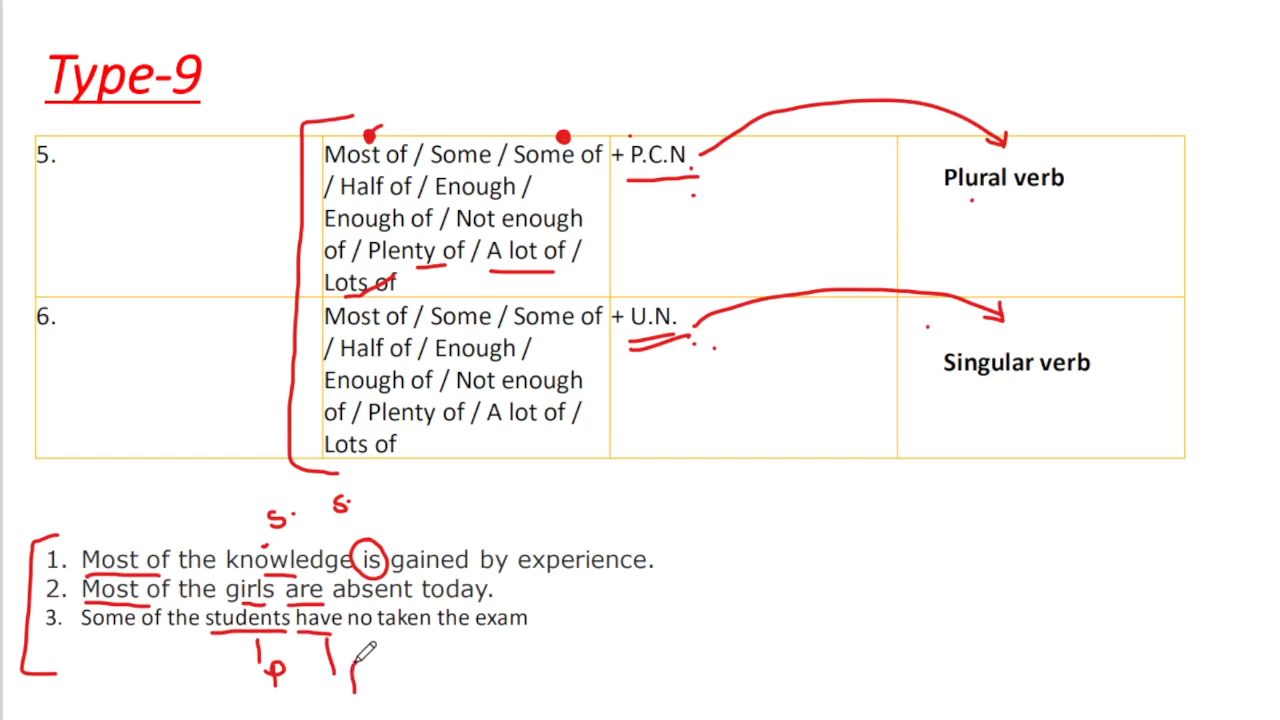 Type-9
5.
Most of / Some / Some of + P.C.N
/ Half of / Enough /
Enough of / Not enough
of / Plenty of / A lot of /
Lots of
Plural verb
6.
Most of / Some / Some of + U.N.
/ Half of / Enough /
Enough of / Not enough
of / Plenty of / A lot of /
Lots of
Singular verb
s. s.
1. Most of the knowledge is gained by experience.
2. Most of the girls are absent today.
3. Some of the students have no taken the exam
p